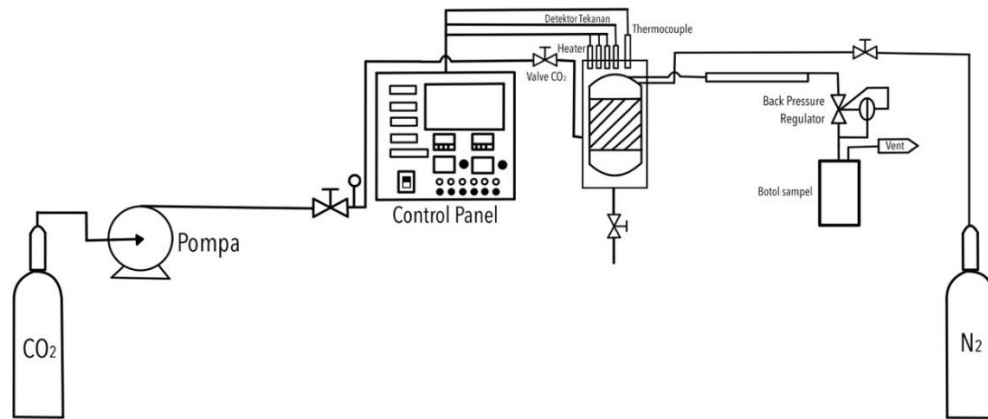 Detektor Tekanan
Thermocouple
Heater
Valve CO₂
Back Pressure
Regulator
Vent
Botol sampel
Control Panel
Pompa
CO₂
N₂